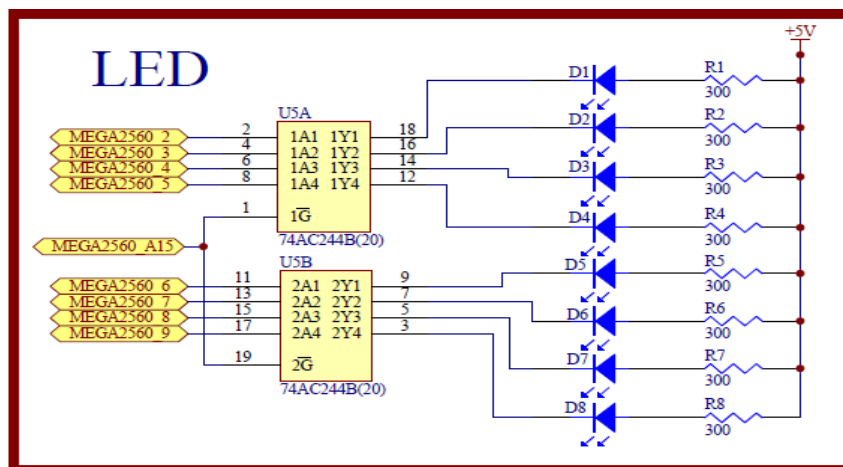 LED
+5V
D1 R1
300
U5A
MEGA2560_2 2 1A1 1Y1 18
MEGA2560_3 4 1A2 1Y2 16
MEGA2560_4 6 1A3 1Y3 14
MEGA2560_5 8 1A4 1Y4 12
1 1G
74AC244B(20)
D2 R2
300
D3 R3
300
D4 R4
300
MEGA2560_A15
U5B
MEGA2560_6 11 2A1 2Y1 9
MEGA2560_7 13 2A2 2Y2 7
MEGA2560_8 15 2A3 2Y3 5
MEGA2560_9 17 2A4 2Y4 3
19 2G
74AC244B(20)
D5 R5
300
D6 R6
300
D7 R7
300
D8 R8
300